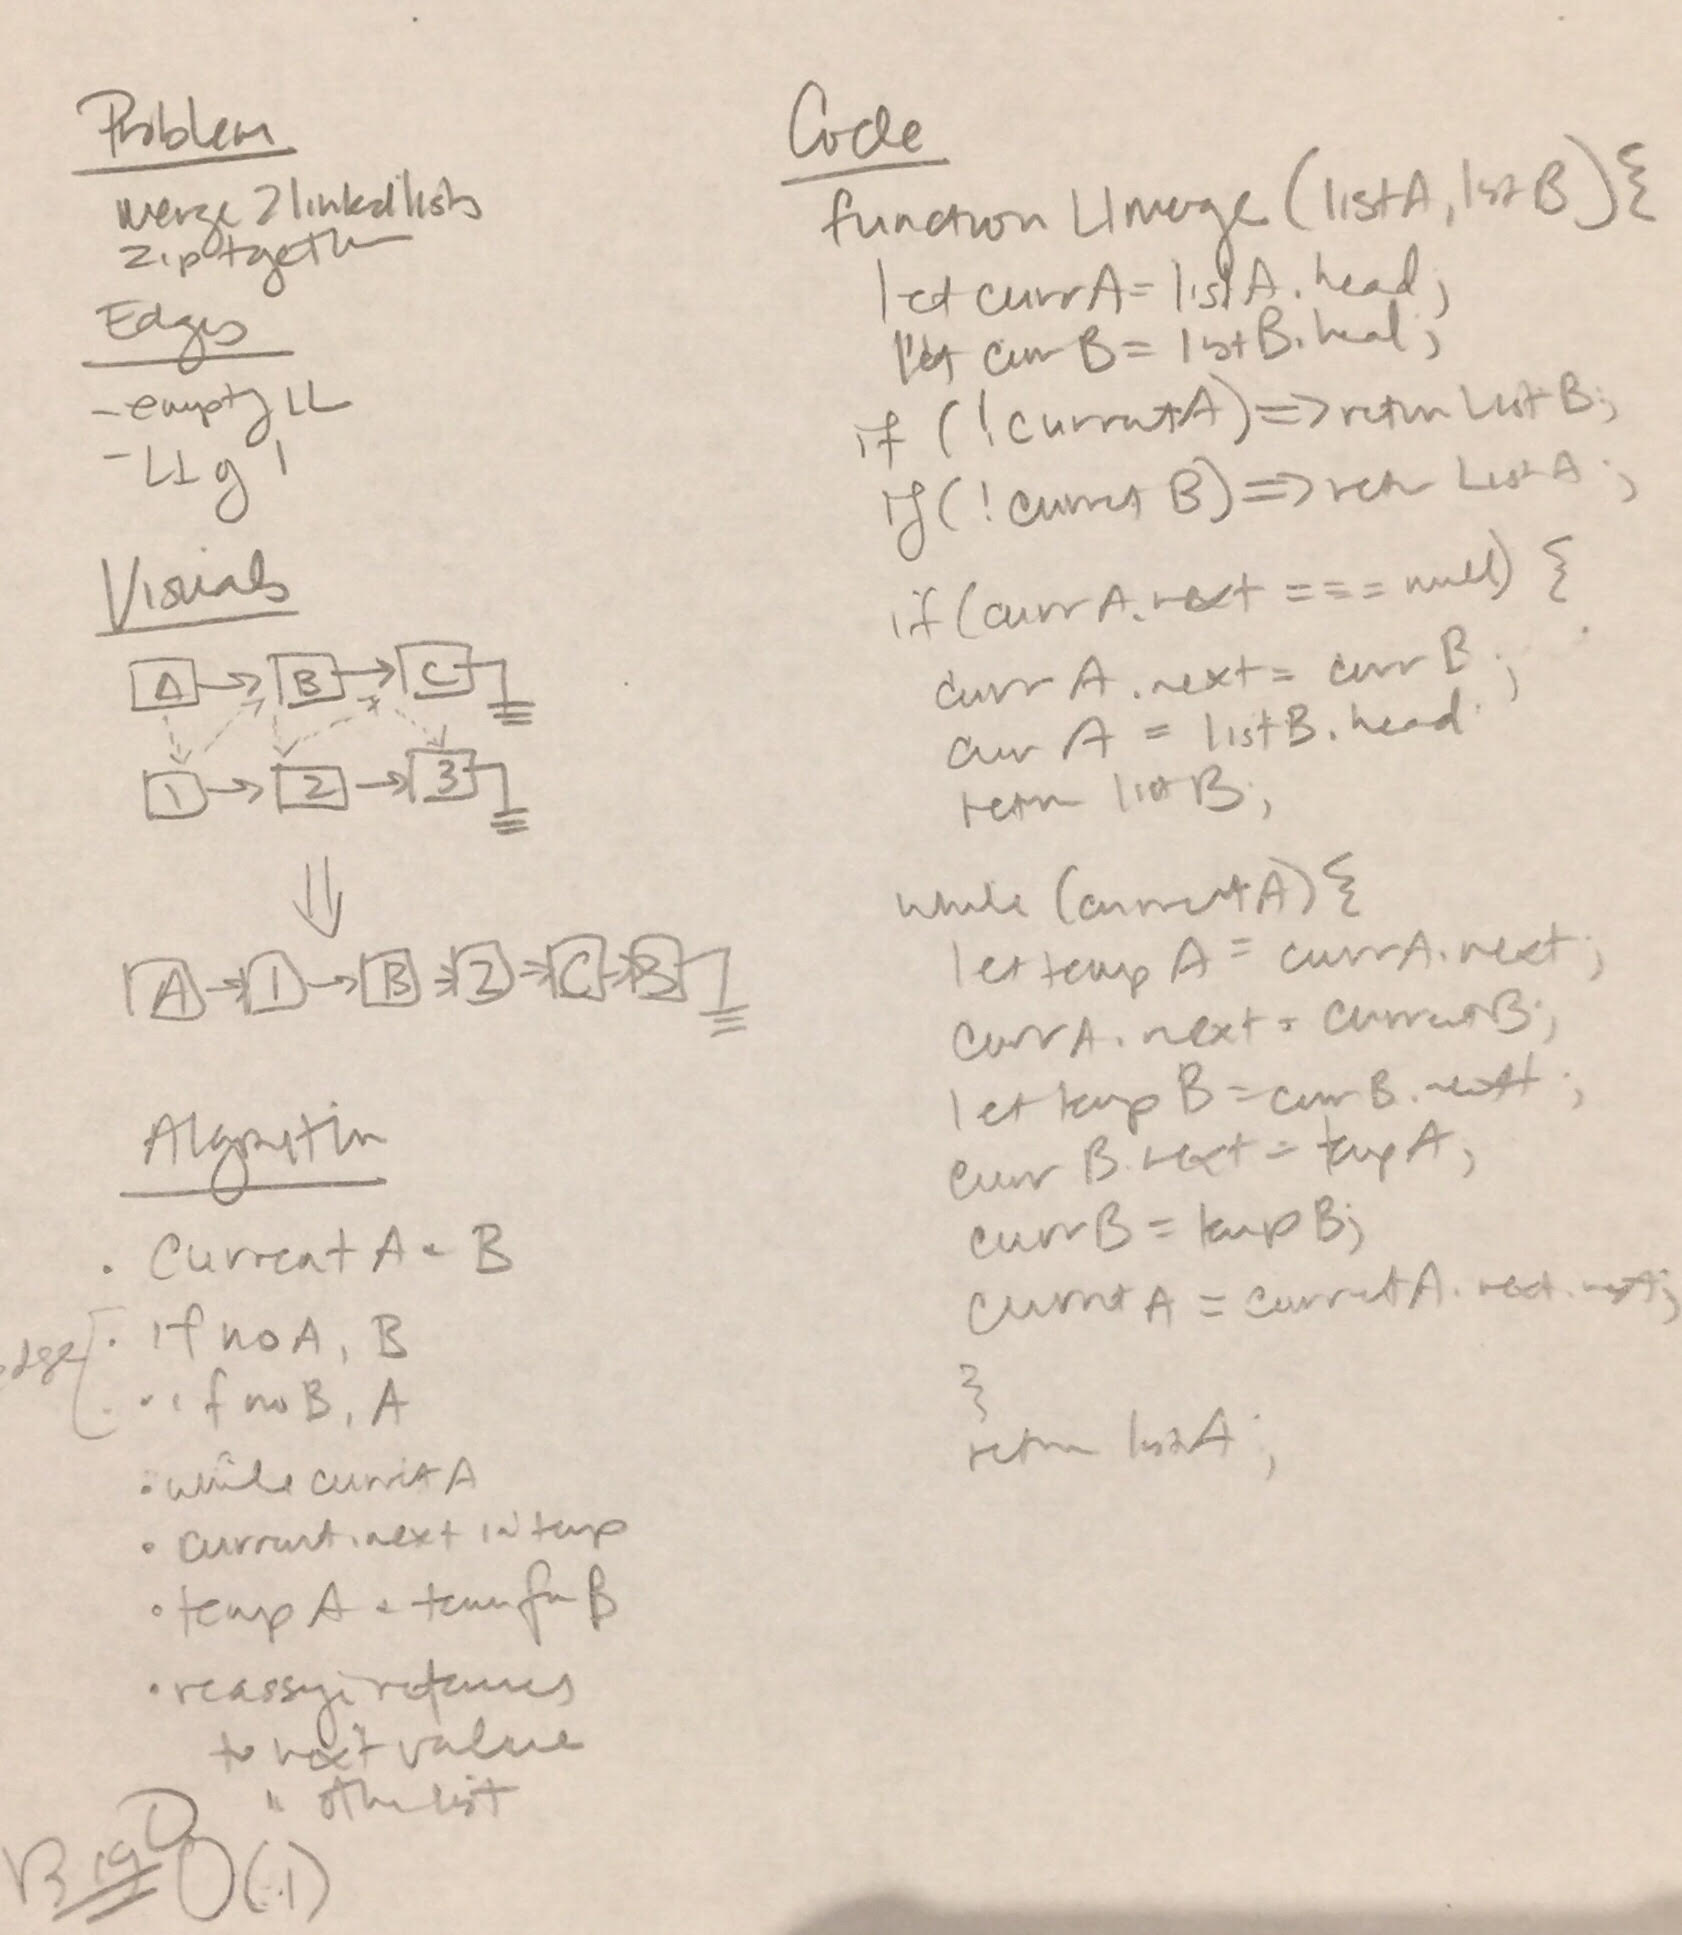 Problem
merge 2 linked lists
zip together
Edges
- empty LL
- LL of 1
Visuals
A → B → C
1 → 2 → 3
A → 1 → B → 2 → C → 3
Algorithm
• Current A + B
edge
• if no A, B
• if no B, A
• while current A
• current.next in temp
• temp A + temp for B
• reassign references
to next value
" other list
Big O O(1)
Code
function LLmerge (listA, listB) {
let currA = listA.head;
let currB = listB.head;
if (!currentA) => return ListB;
if (!current B) => return ListA;
if (currA.next === null) {
currA.next = currB;
currA = listB.head
return listB;
while (currentA) {
let tempA = currA.next;
currA.next = currentB;
let tempB = currB.next;
currB.next = tempA;
currB = tempB;
currentA = currentA.next.next;
}
return listA;